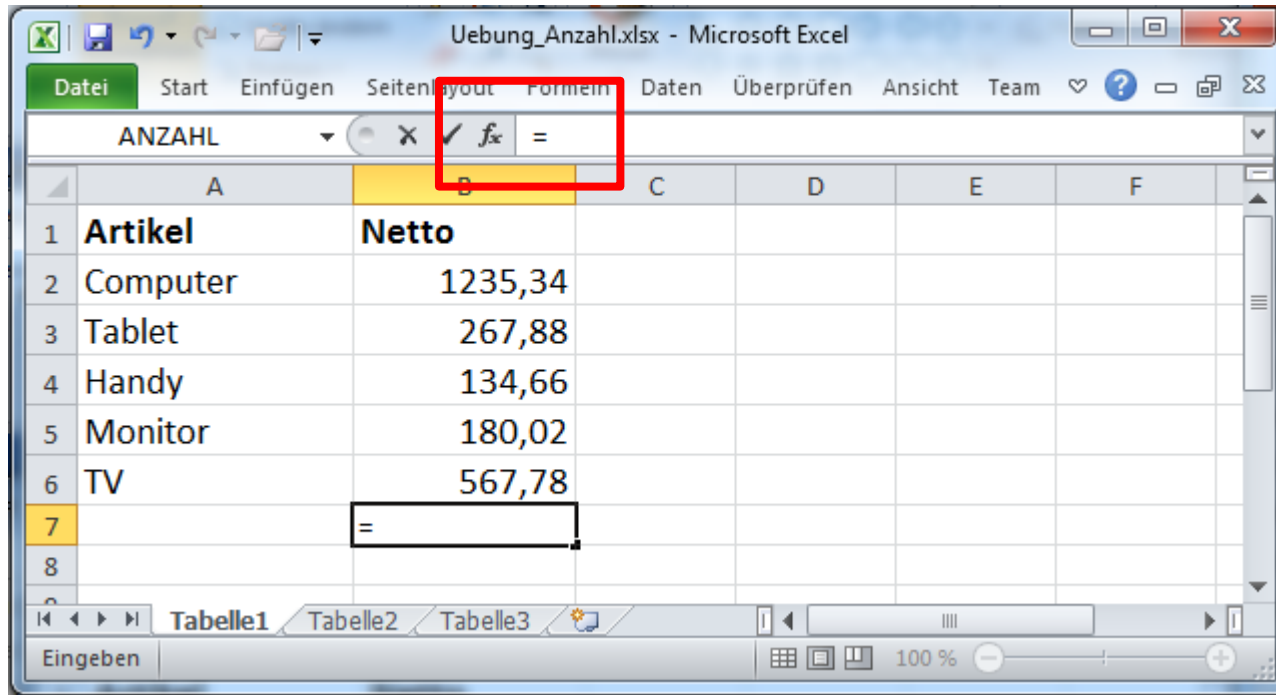 Uebung_Anzahl.xlsx - Microsoft Excel
Datei Start Einfügen Seitenlayout Formeln Daten Überprüfen Ansicht Team
ANZAHL fx =
A B C D E F
1 Artikel Netto
2 Computer 1235,34
3 Tablet 267,88
4 Handy 134,66
5 Monitor 180,02
6 TV 567,78
7 =
8
Tabelle1 Tabelle2 Tabelle3
Eingeben 100 %